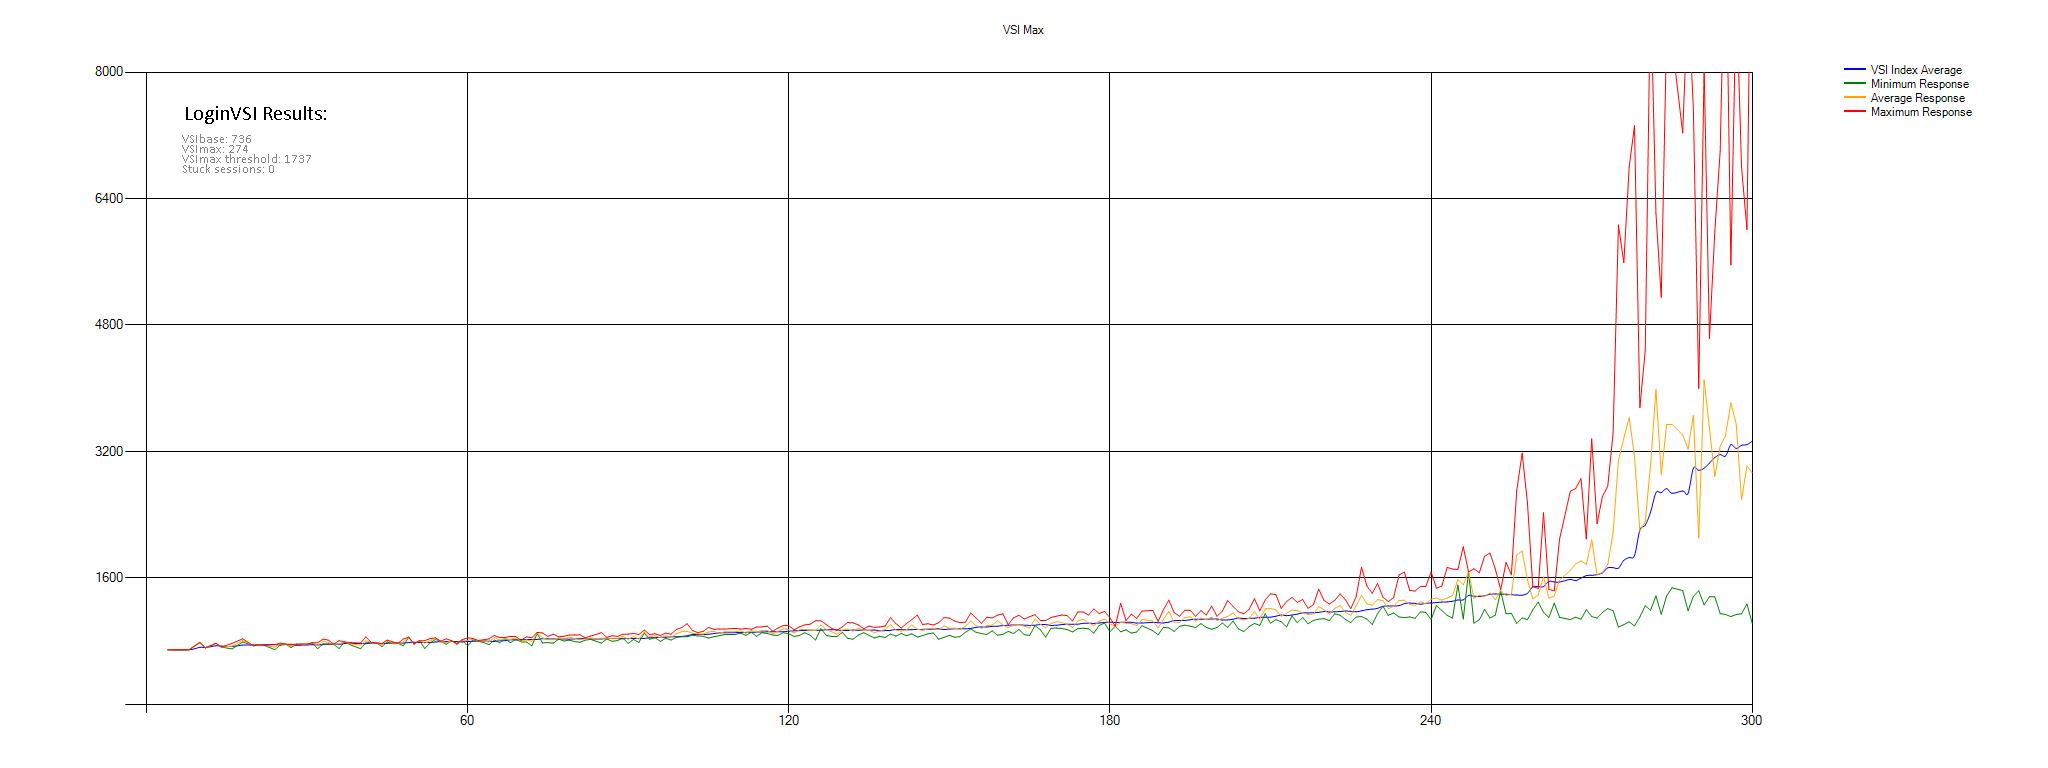 VSI Max
8000
6400
4800
3200
1600
60
120
180
240
300
LoginVSI Results:
VSIbase: 736
VSImax: 274
VSImax threshold: 1737
Stuck sessions: 0
VSI Index Average
Minimum Response
Average Response
Maximum Response